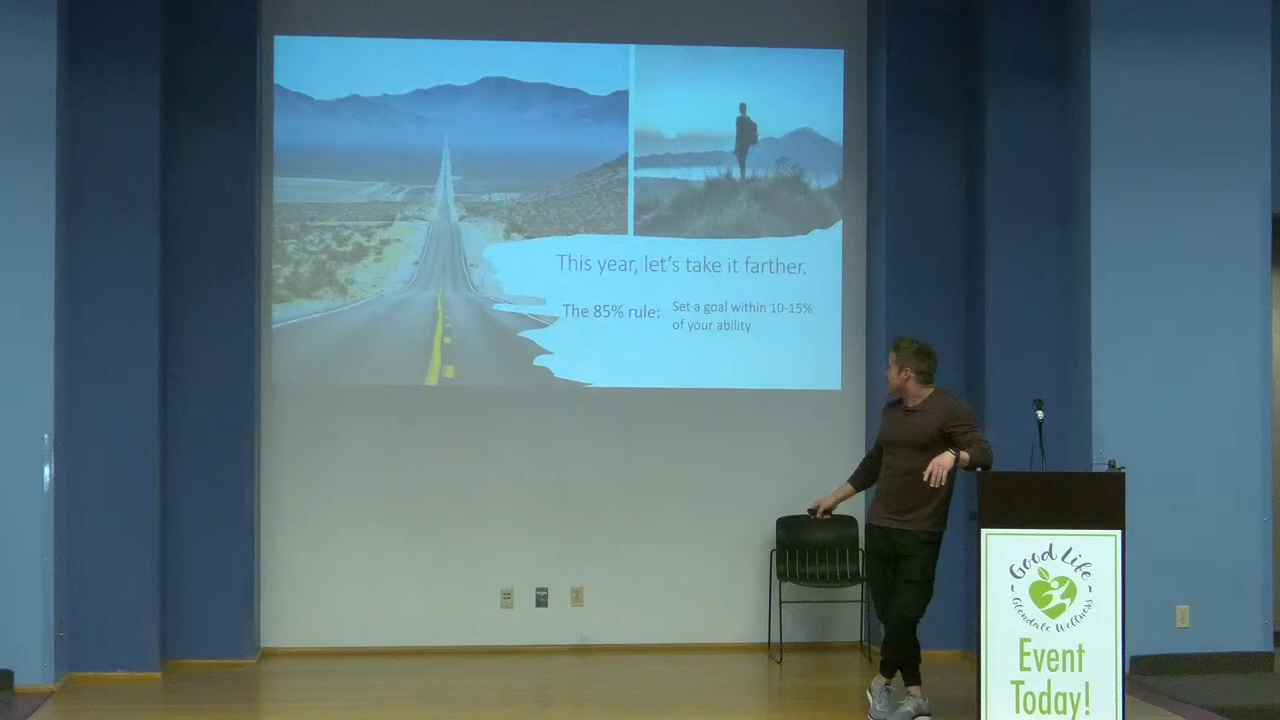 This year, let's take it farther.
The 85% rule:
Set a goal within 10-15%
of your ability
- Good Life -
Glendale Wellness
Event
Today!